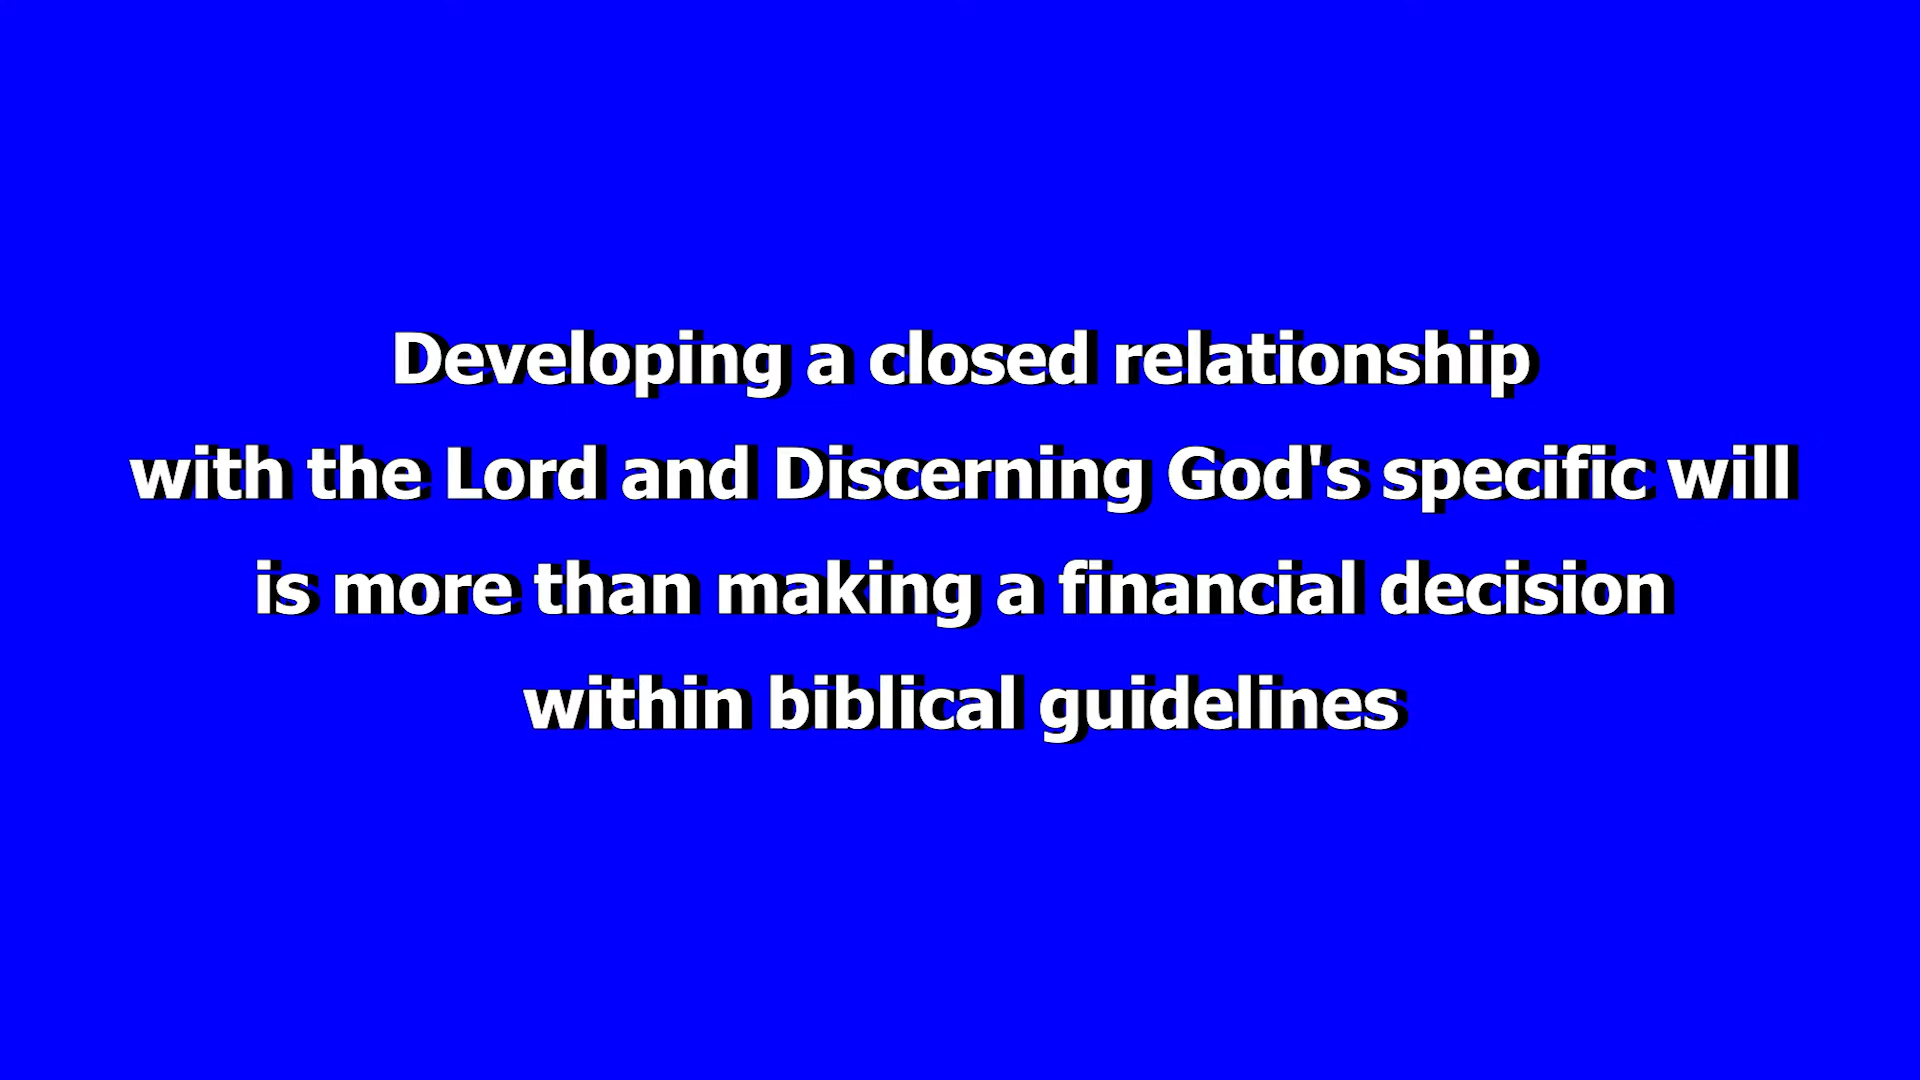 Developing a closed relationship
with the Lord and Discerning God's specific will
is more than making a financial decision
within biblical guidelines